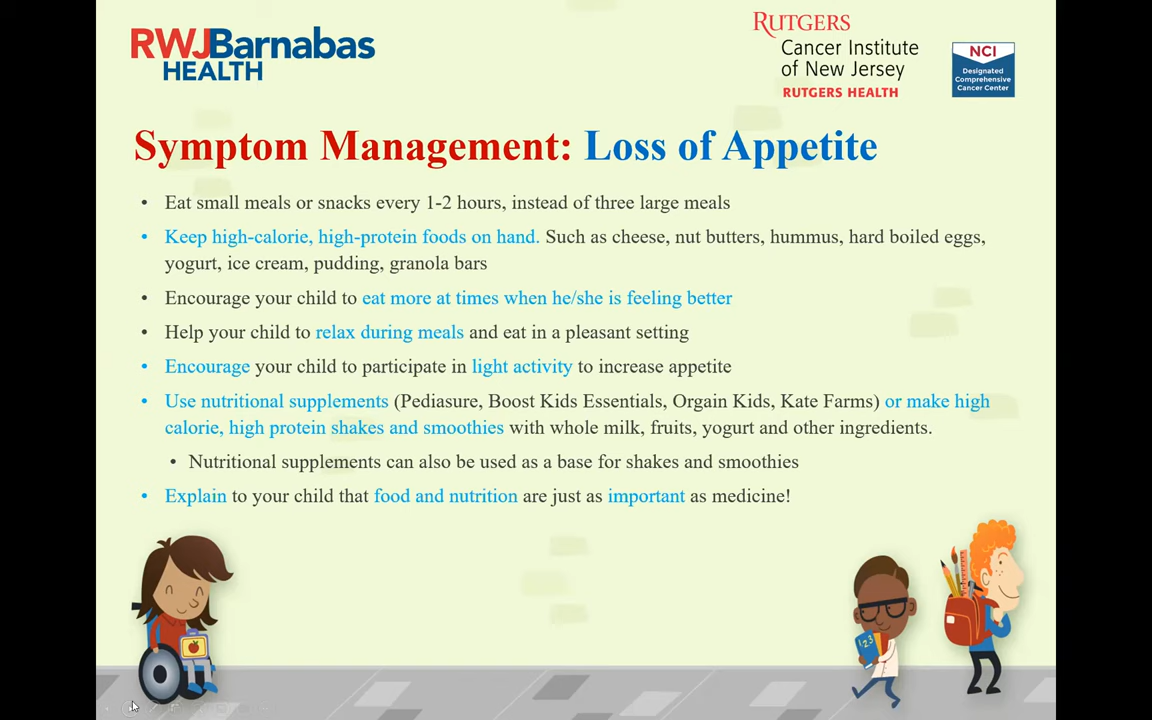 RWJBarnabas
HEALTH
RUTGERS
Cancer Institute
of New Jersey
RUTGERS HEALTH
NCI
Designated
Comprehensive
Cancer Center
Symptom Management: Loss of Appetite
• Eat small meals or snacks every 1-2 hours, instead of three large meals
• Keep high-calorie, high-protein foods on hand. Such as cheese, nut butters, hummus, hard boiled eggs,
yogurt, ice cream, pudding, granola bars
• Encourage your child to eat more at times when he/she is feeling better
• Help your child to relax during meals and eat in a pleasant setting
• Encourage your child to participate in light activity to increase appetite
• Use nutritional supplements (Pediasure, Boost Kids Essentials, Orgain Kids, Kate Farms) or make high
calorie, high protein shakes and smoothies with whole milk, fruits, yogurt and other ingredients.
• Nutritional supplements can also be used as a base for shakes and smoothies
• Explain to your child that food and nutrition are just as important as medicine!
123